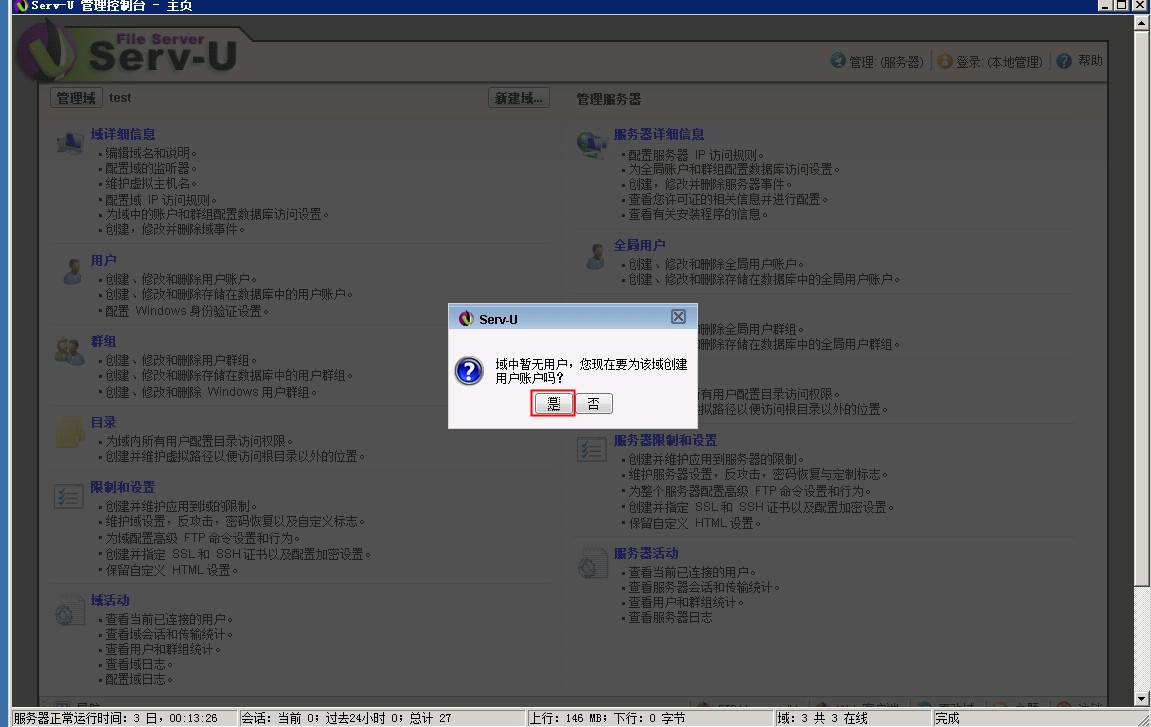 Serv-U 管理控制台 - 主页
File Server
Serv-U
管理: (服务器)
登录: (本地管理)
帮助
管理域 test
新建域...
域详细信息
编辑域名和说明。
配置域的监听器。
维护虚拟主机名。
配置域 IP 访问规则。
为域中的账户和群组配置数据库访问设置。
创建，修改并删除域事件。
用户
创建、修改和删除用户账户。
创建、修改和删除存储在数据库中的用户账户。
配置 Windows 身份验证设置。
群组
创建、修改和删除用户群组。
创建、修改和删除存储在数据库中的用户群组。
创建、修改和删除 Windows 用户群组。
目录
为域内所有用户配置目录访问权限。
创建并维护虚拟路径以便访问根目录以外的位置。
限制和设置
创建并维护应用到域的限制。
维护域设置，反攻击，密码恢复以及自定义标志。
为域配置高级 FTP 命令设置和行为。
创建并指定 SSL 和 SSH 证书以及配置加密设置。
保留自定义 HTML 设置。
域活动
查看当前已连接的用户。
查看域会话和传输统计。
查看用户和群组统计。
查看域日志。
配置域日志。
管理服务器
服务器详细信息
配置服务器 IP 访问规则。
为全局账户和群组配置数据库访问设置。
创建，修改并删除服务器事件。
查看您许可证的相关信息并进行配置。
查看有关安装程序的信息。
全局用户
创建、修改和删除全局用户账户。
创建、修改和删除存储在数据库中的全局用户账户。
删除全局用户群组。
删除存储在数据库中的全局用户群组。
有用户配置目录访问权限。
拟路径以便访问根目录以外的位置。
服务器限制和设置
创建并维护应用到服务器的限制。
维护服务器设置，反攻击，密码恢复与定制标志。
为整个服务器配置高级 FTP 命令设置和行为。
创建并指定 SSL 和 SSH 证书以及配置加密设置。
保留自定义 HTML 设置。
服务器活动
查看当前已连接的用户。
查看服务器会话和传输统计。
查看用户和群组统计。
查看服务器日志
Serv-U
域中暂无用户，您现在要为该域创建
用户账户吗？
是
否
服务器正常运行时间: 3 日, 00:13:26
会话: 当前 0; 过去24小时 0; 总计 27
上行: 146 MB; 下行: 0 字节
域: 3 共 3 在线
完成